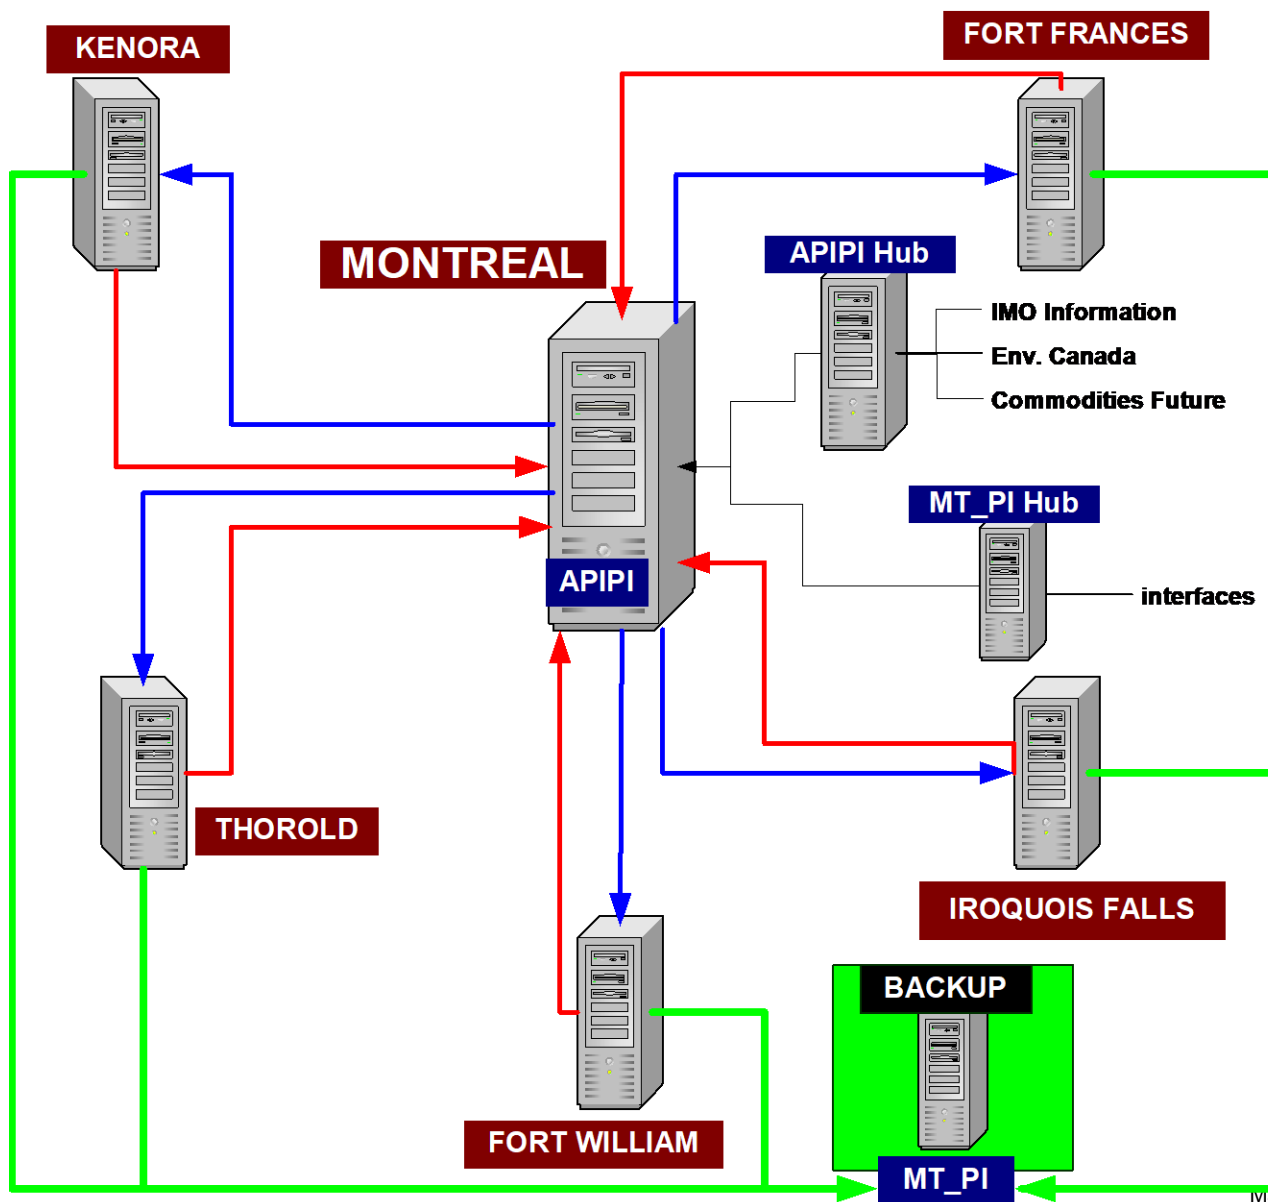 KENORA
FORT FRANCES
MONTREAL
APIPI Hub
IMO Information
Env. Canada
Commodities Future
MT_PI Hub
interfaces
APIPI
THOROLD
IROQUOIS FALLS
BACKUP
FORT WILLIAM
MT_PI